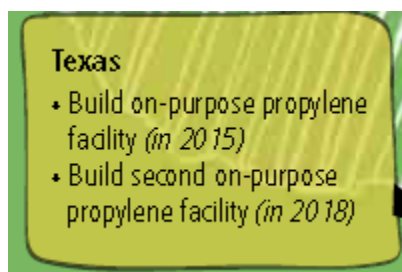 Texas
• Build on-purpose propylene
facility (in 2015)
• Build second on-purpose
propylene facility (in 2018)